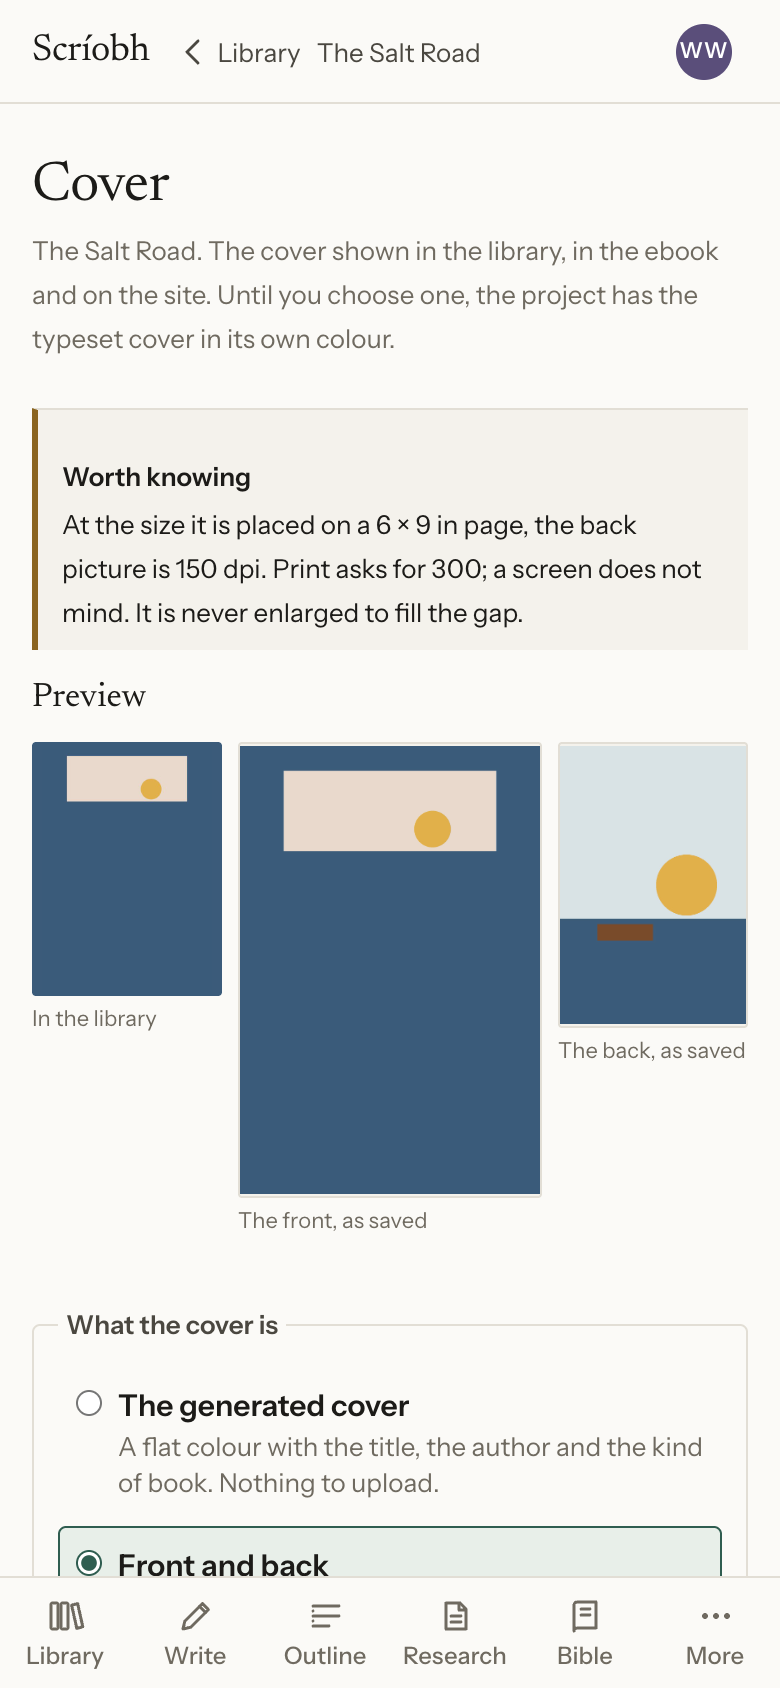 Scríobh
Library The Salt Road
WW
Cover
The Salt Road. The cover shown in the library, in the ebook
and on the site. Until you choose one, the project has the
typeset cover in its own colour.
Worth knowing
At the size it is placed on a 6 × 9 in page, the back
picture is 150 dpi. Print asks for 300; a screen does not
mind. It is never enlarged to fill the gap.
Preview
In the library
The back, as saved
The front, as saved
What the cover is
The generated cover
A flat colour with the title, the author and the kind
of book. Nothing to upload.
Front and back
Library Write Outline Research Bible More